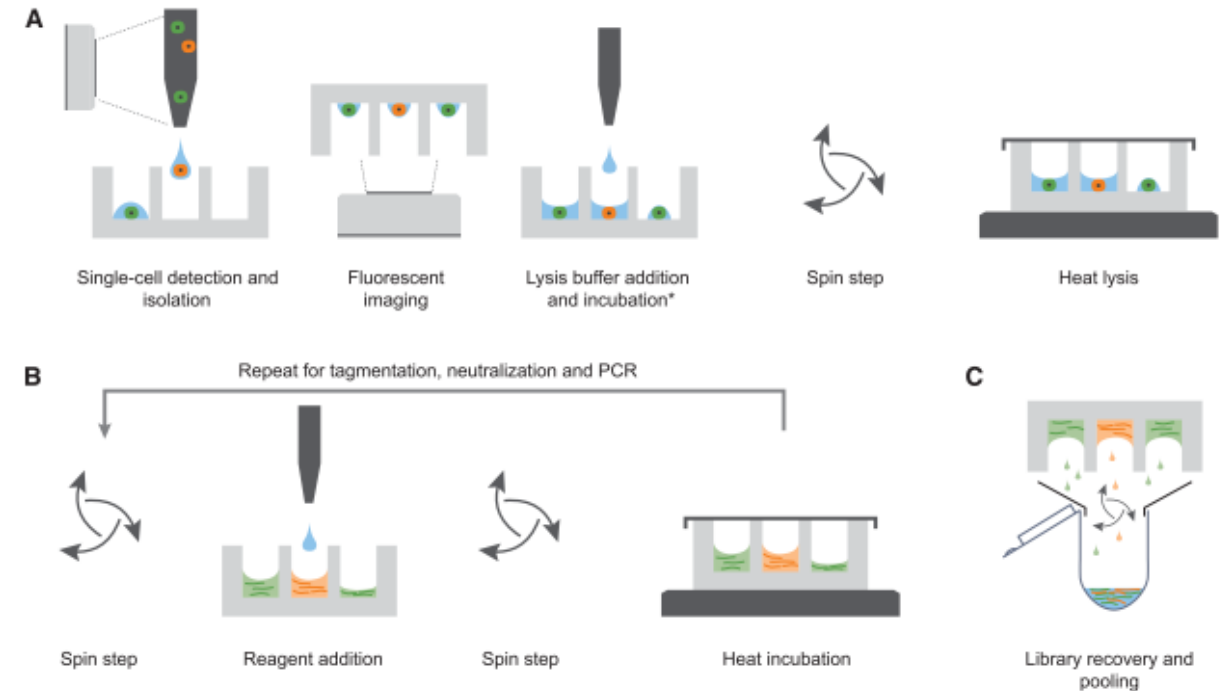 A
Single-cell detection and
isolation
Fluorescent
imaging
Lysis buffer addition
and incubation*
Spin step
Heat lysis
B
Repeat for tagmentation, neutralization and PCR
Spin step
Reagent addition
Spin step
Heat incubation
C
Library recovery and
pooling